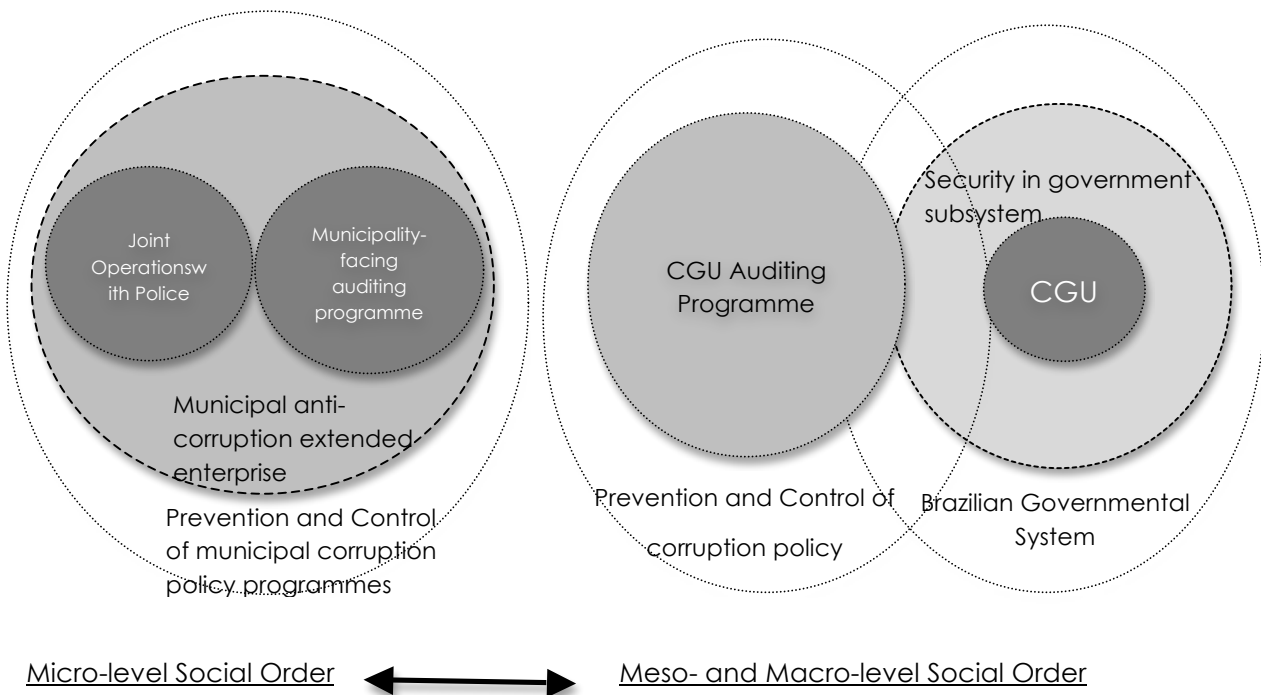 Joint
Operationsw
ith Police
Municipality-
facing
auditing
programme
Municipal anti-
corruption extended
enterprise
Prevention and Control
of municipal corruption
policy programmes
CGU Auditing
Programme
Security in government
subsystem
CGU
Prevention and Control of
corruption policy
Brazilian Governmental
System
Micro-level Social Order
Meso- and Macro-level Social Order